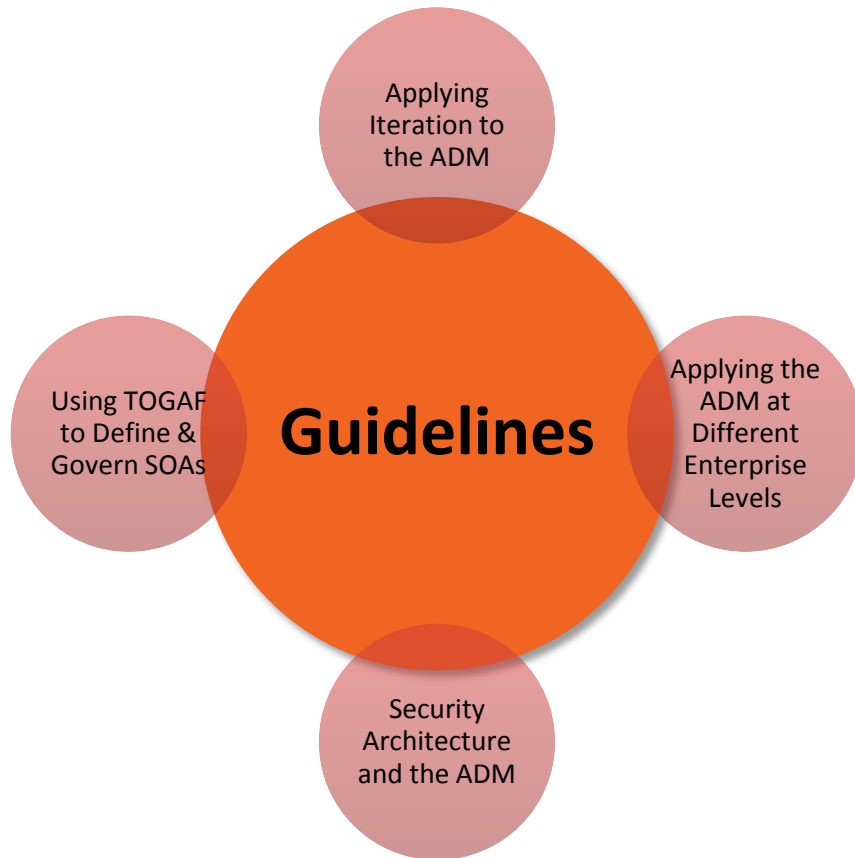 Applying
Iteration to
the ADM
Using TOGAF
to Define &
Govern SOAs
Guidelines
Applying the
ADM at
Different
Enterprise
Levels
Security
Architecture
and the ADM